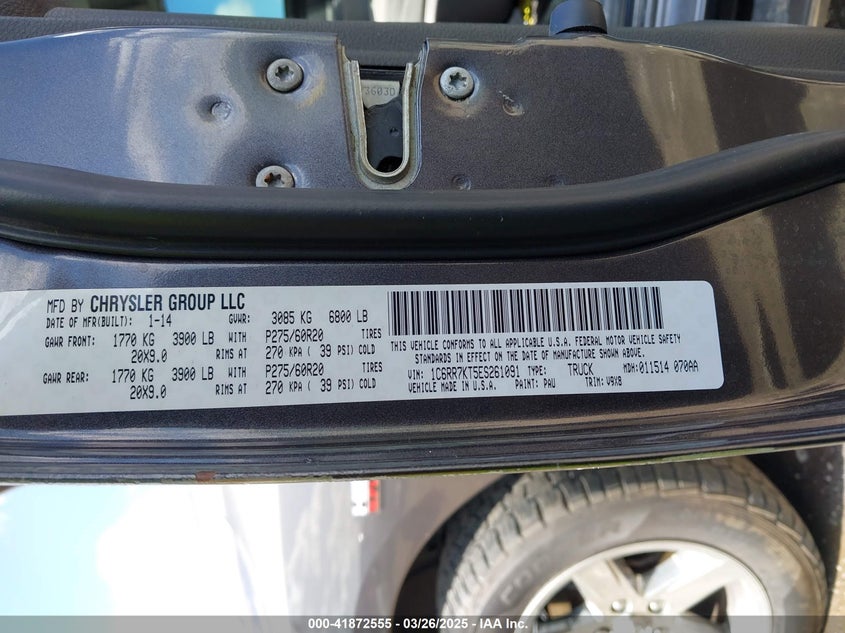 3603D
MFD BY CHRYSLER GROUP LLC
DATE OF MFR(BUILT): 1-14 GVWR: 3085 KG 6800 LB
GAWR FRONT: 1770 KG 3900 LB WITH P275/60R20 TIRES
20X9.0 RIMS AT 270 KPA ( 39 PSI) COLD
GAWR REAR: 1770 KG 3900 LB WITH P275/60R20 TIRES
20X9.0 RIMS AT 270 KPA ( 39 PSI) COLD
THIS VEHICLE CONFORMS TO ALL APPLICABLE U.S.A. FEDERAL MOTOR VEHICLE SAFETY
STANDARDS IN EFFECT ON THE DATE OF MANUFACTURE SHOWN ABOVE.
VIN: 1C6RR7KT5ES261091 TYPE: TRUCK MDH: 011514 070AA
VEHICLE MADE IN U.S.A. PAINT: PAU TRIM: V9X8
000-41872555 - 03/26/2025 - IAA Inc.